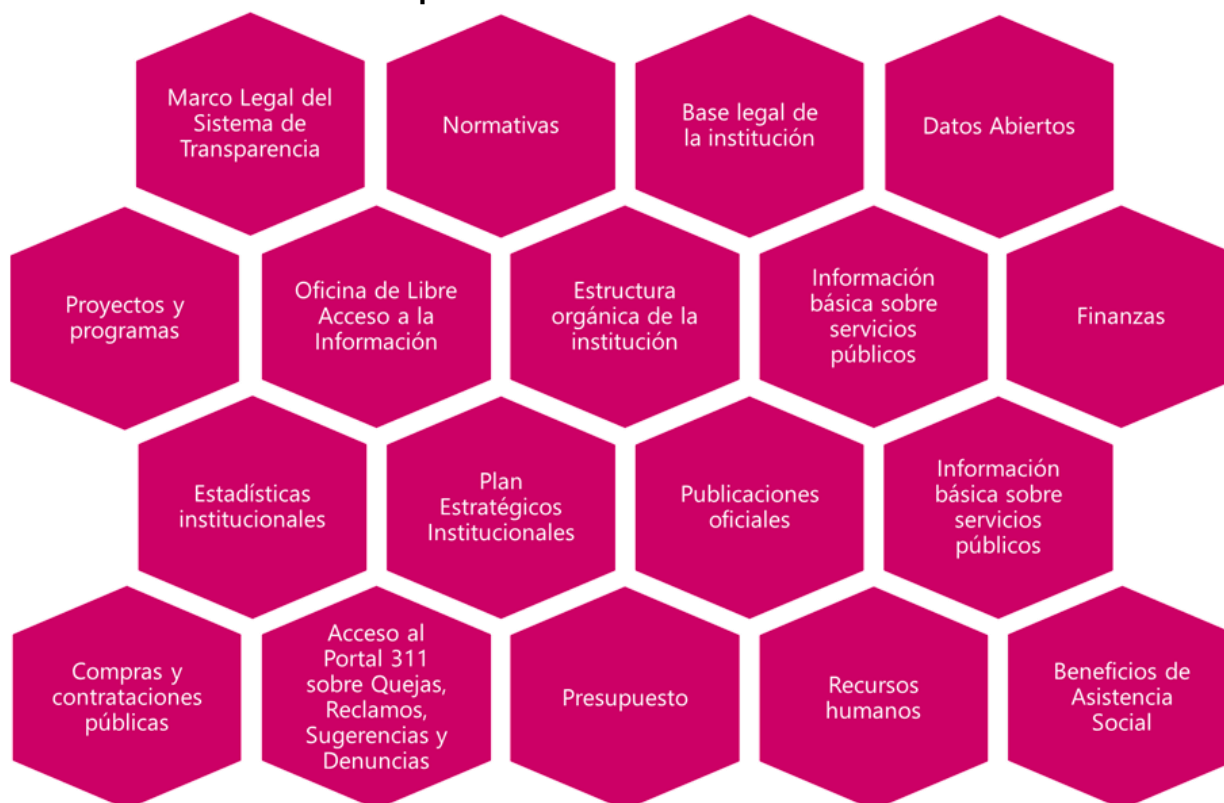 Marco Legal del
Sistema de
Transparencia
Normativas
Base legal de
la institución
Datos Abiertos
Proyectos y
programas
Oficina de Libre
Acceso a la
Información
Estructura
orgánica de la
institución
Información
básica sobre
servicios
públicos
Finanzas
Estadísticas
institucionales
Plan
Estratégicos
Institucionales
Publicaciones
oficiales
Información
básica sobre
servicios
públicos
Compras y
contrataciones
públicas
Acceso al
Portal 311
sobre Quejas,
Reclamos,
Sugerencias y
Denuncias
Presupuesto
Recursos
humanos
Beneficios de
Asistencia
Social